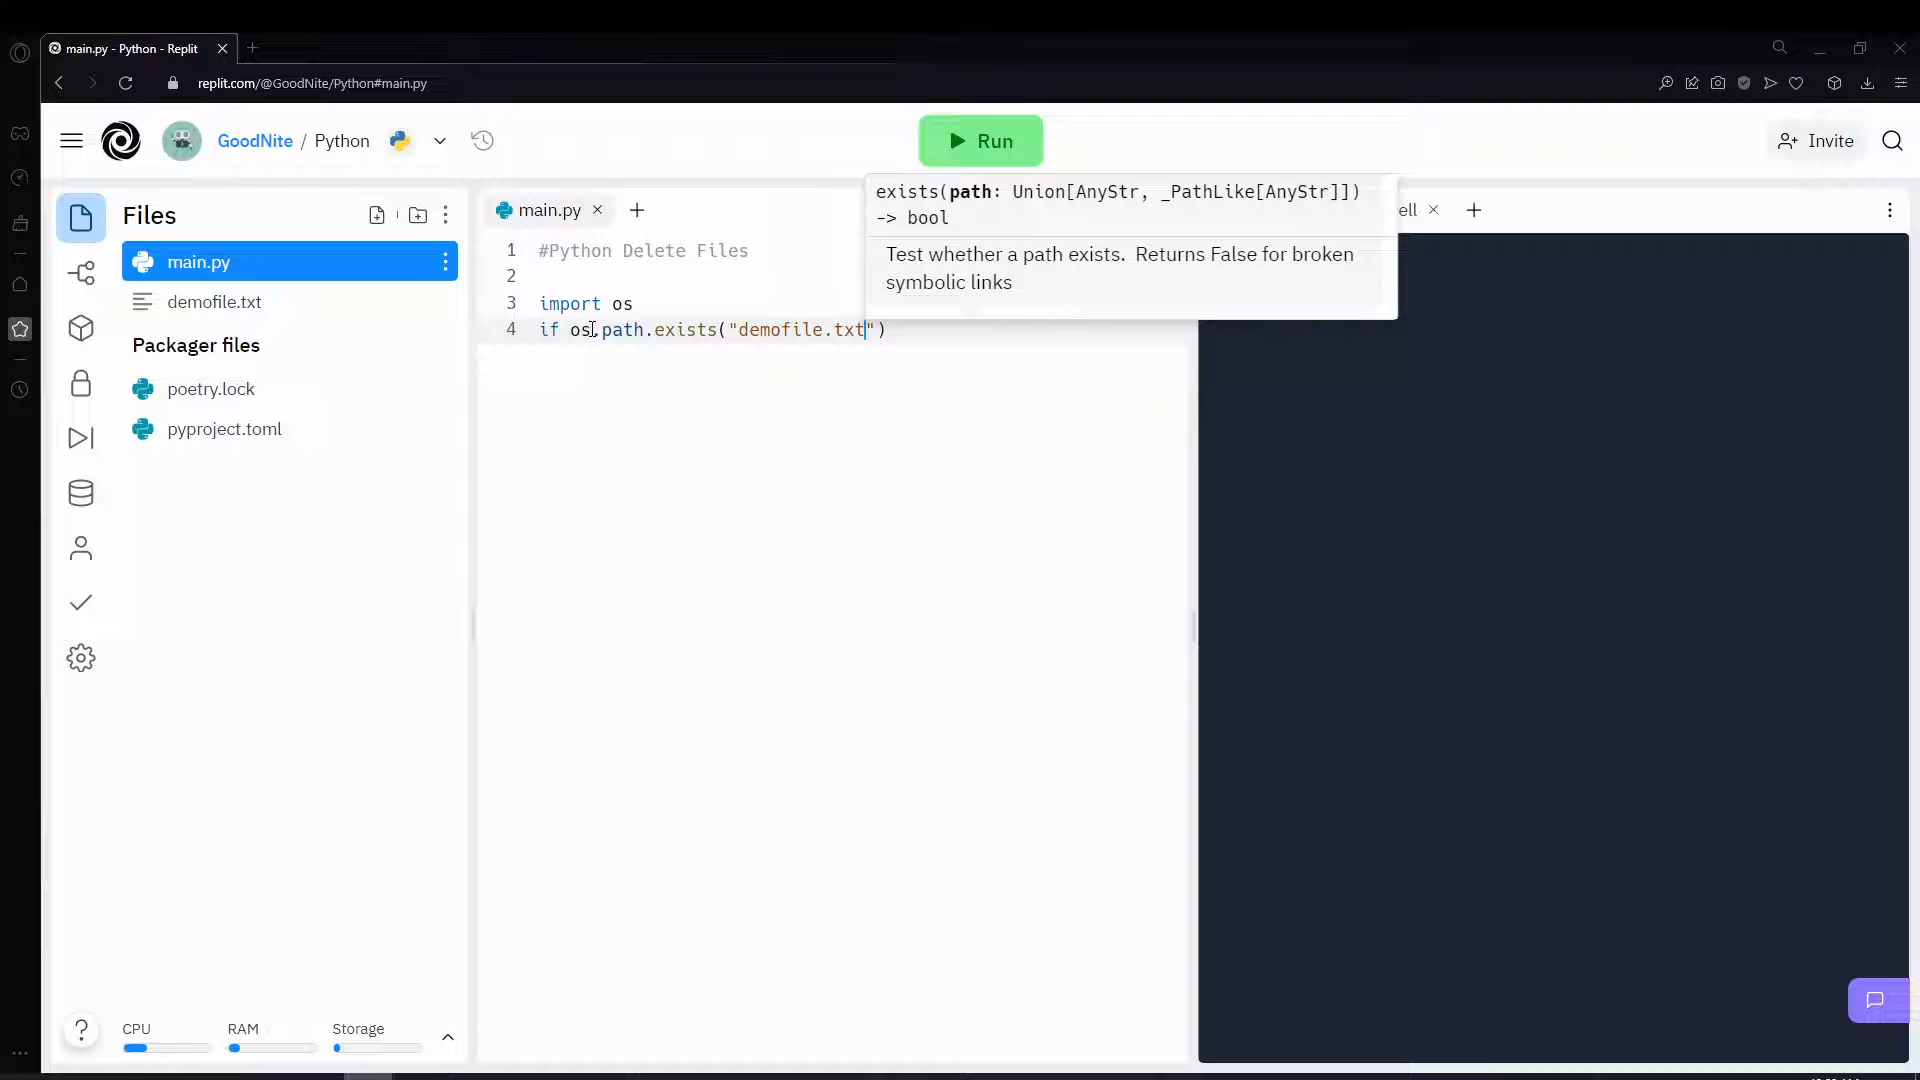 main.py - Python - Replit
replit.com/@GoodNite/Python#main.py
GoodNite / Python
Run
Invite
Files
main.py
demofile.txt
Packager files
poetry.lock
pyproject.toml
CPU
RAM
Storage
main.py
1 #Python Delete Files
2
3 import os
4 if os.path.exists("demofile.txt")
exists(path: Union[AnyStr, _PathLike[AnyStr]])
-> bool
Test whether a path exists. Returns False for broken
symbolic links
ell